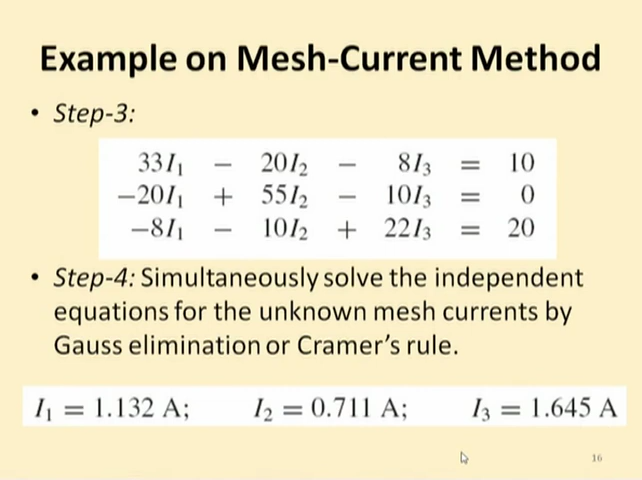 Example on Mesh-Current Method
• Step-3:
33I₁ − 20I₂ − 8I₃ = 10
−20I₁ + 55I₂ − 10I₃ = 0
−8I₁ − 10I₂ + 22I₃ = 20
• Step-4: Simultaneously solve the independent
equations for the unknown mesh currents by
Gauss elimination or Cramer’s rule.
I₁ = 1.132 A; I₂ = 0.711 A; I₃ = 1.645 A
16